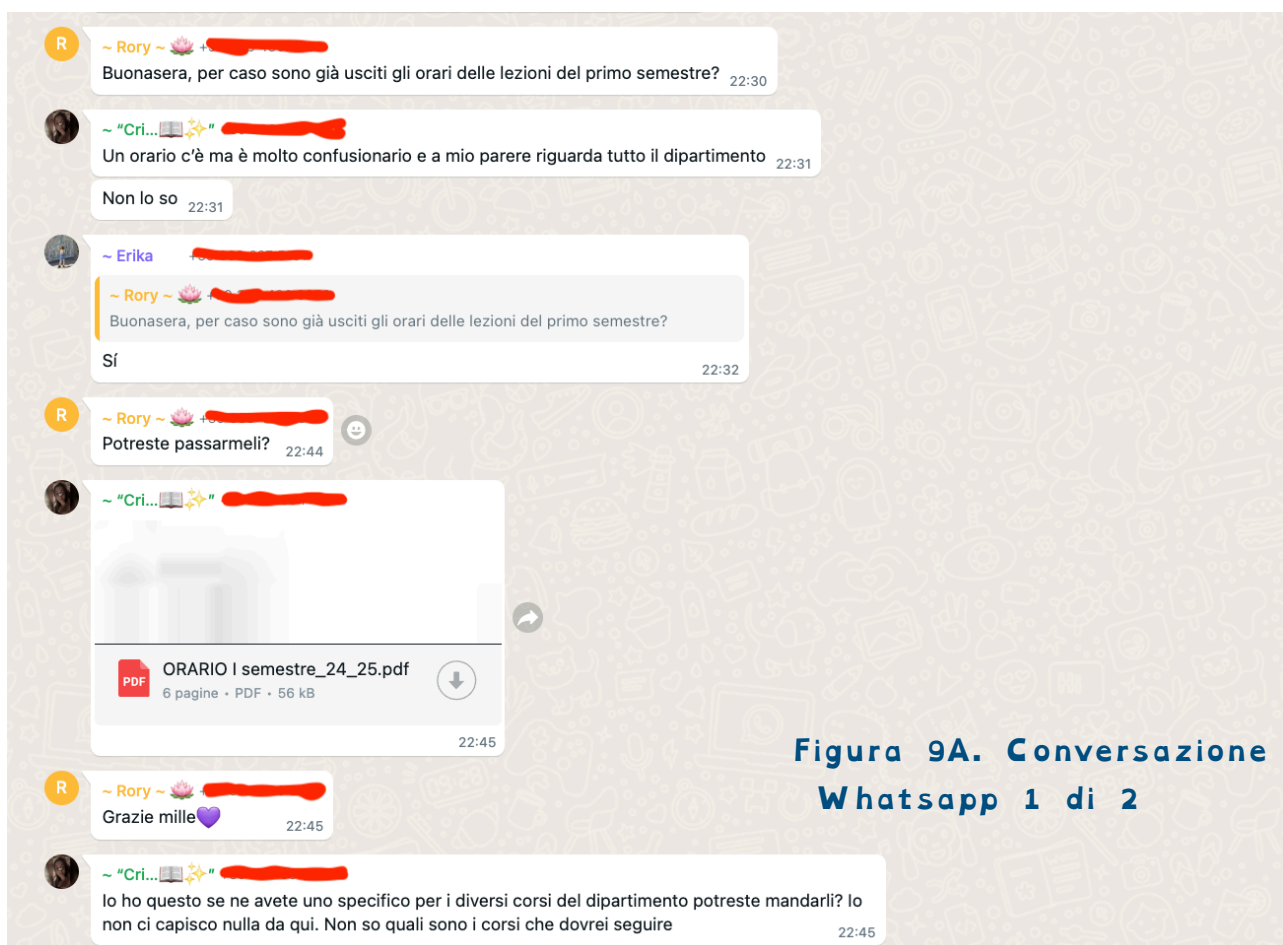 R
~ Rory ~ 🪷 +
Buonasera, per caso sono già usciti gli orari delle lezioni del primo semestre? 22:30
~ “Cri...📖✨”
Un orario c’è ma è molto confusionario e a mio parere riguarda tutto il dipartimento 22:31
Non lo so 22:31
~ Erika
~ Rory ~ 🪷
Buonasera, per caso sono già usciti gli orari delle lezioni del primo semestre?
Sí
22:32
R
~ Rory ~ 🪷
Potreste passarmeli? 22:44
~ “Cri...📖✨”
PDF
ORARIO I semestre_24_25.pdf
6 pagine • PDF • 56 kB
22:45
Figura 9A. Conversazione
Whatsapp 1 di 2
R
~ Rory ~ 🪷
Grazie mille💜 22:45
~ “Cri...📖✨”
Io ho questo se ne avete uno specifico per i diversi corsi del dipartimento potreste mandarli? Io
non ci capisco nulla da qui. Non so quali sono i corsi che dovrei seguire 22:45